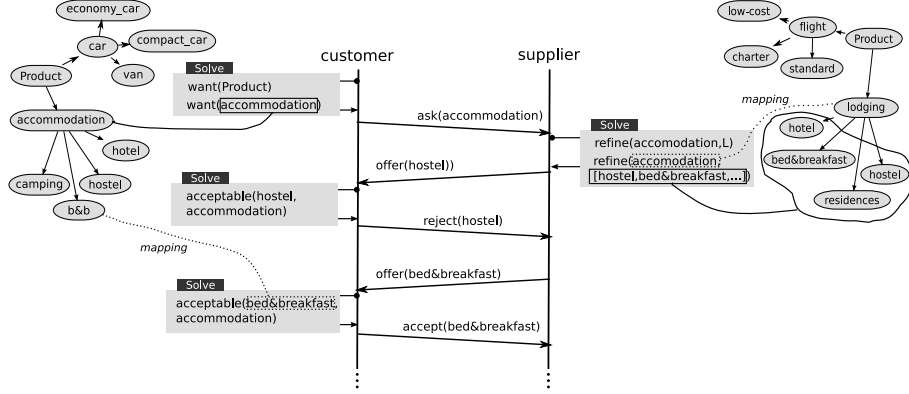 economy_car
car
compact_car
van
Product
accommodation
hotel
camping
hostel
b&b
mapping
customer
supplier
Solve
want(Product)
want(accommodation)
ask(accommodation)
Solve
refine(accomodation,L)
refine(accomodation,
[hostel,bed&breakfast,...])
offer(hostel))
Solve
acceptable(hostel,
accommodation)
reject(hostel)
offer(bed&breakfast)
Solve
acceptable(bed&breakfast,
accommodation)
accept(bed&breakfast)
low-cost
flight
Product
charter
standard
mapping
lodging
hotel
bed&breakfast
hostel
residences